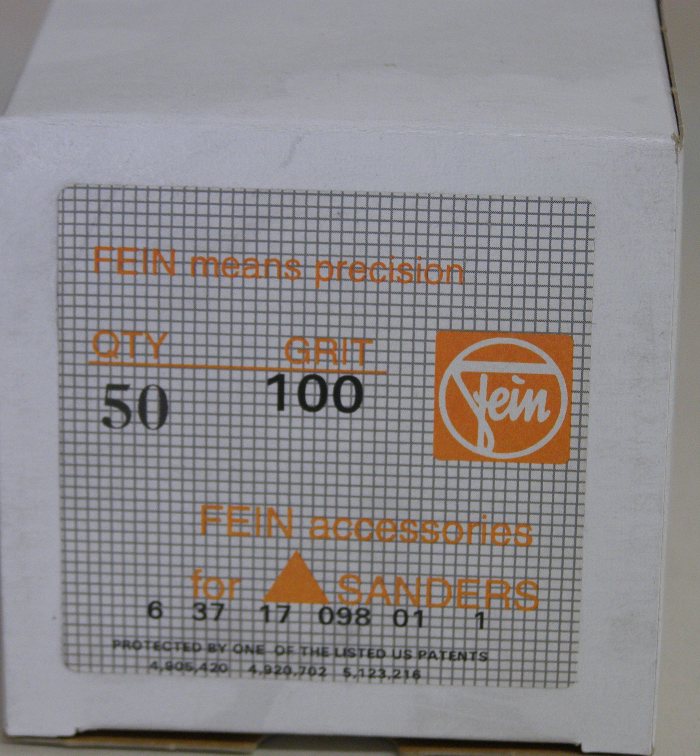 FEIN means precision
QTY GRIT
50 100
fein
FEIN accessories
for SANDERS
6 37 17 098 01 1
PROTECTED BY ONE OF THE LISTED US PATENTS
4,905,420 4,920,702 5,123,216